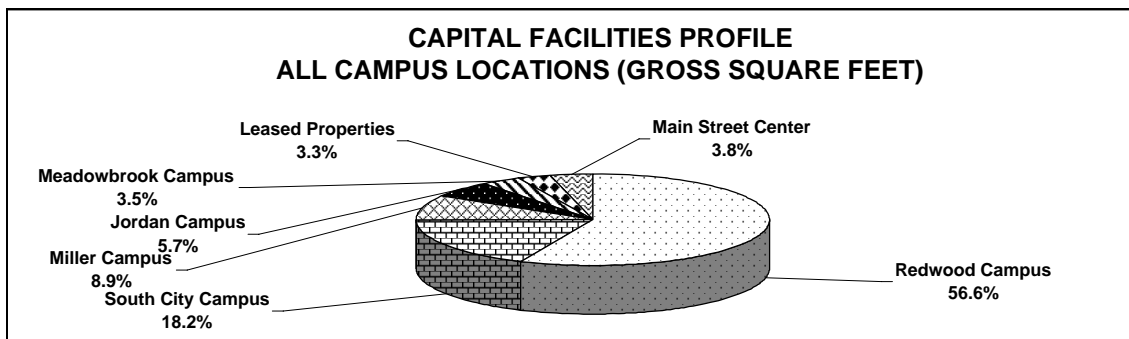 CAPITAL FACILITIES PROFILE
ALL CAMPUS LOCATIONS (GROSS SQUARE FEET)
Leased Properties
3.3%
Main Street Center
3.8%
Meadowbrook Campus
3.5%
Jordan Campus
5.7%
Miller Campus
8.9%
South City Campus
18.2%
Redwood Campus
56.6%